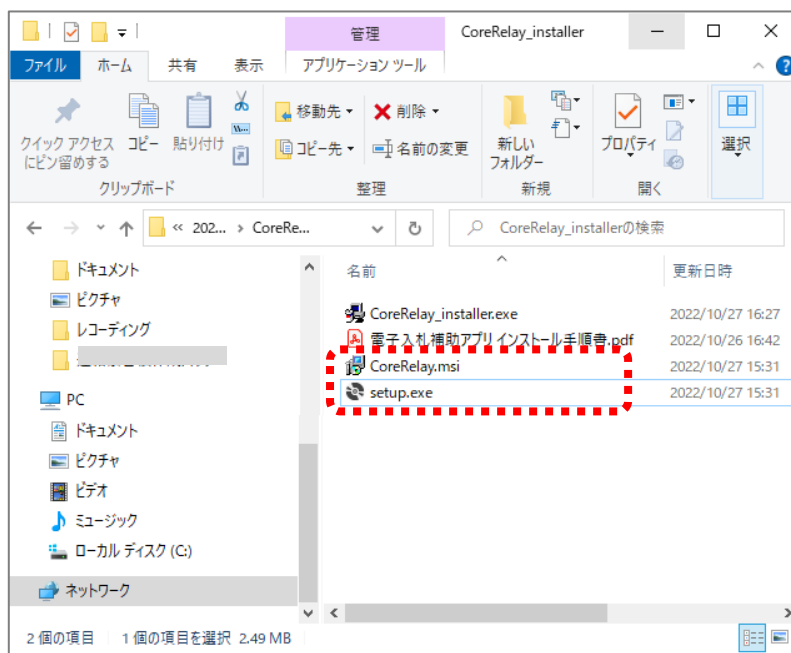 管理
CoreRelay_installer
ファイル
ホーム
共有
表示
アプリケーション ツール
クイック アクセス
にピン留めする
コピー
貼り付け
移動先
コピー先
削除
名前の変更
新しい
フォルダー
プロパティ
選択
クリップボード
整理
新規
開く
« 202... › CoreRe...
CoreRelay_installerの検索
ドキュメント
ピクチャ
レコーディング
PC
ドキュメント
ピクチャ
ビデオ
ミュージック
ローカル ディスク (C:)
ネットワーク
名前
更新日時
CoreRelay_installer.exe 2022/10/27 16:27
電子入札補助アプリインストール手順書.pdf 2022/10/26 16:42
CoreRelay.msi 2022/10/27 15:31
setup.exe 2022/10/27 15:31
2 個の項目
1 個の項目を選択 2.49 MB